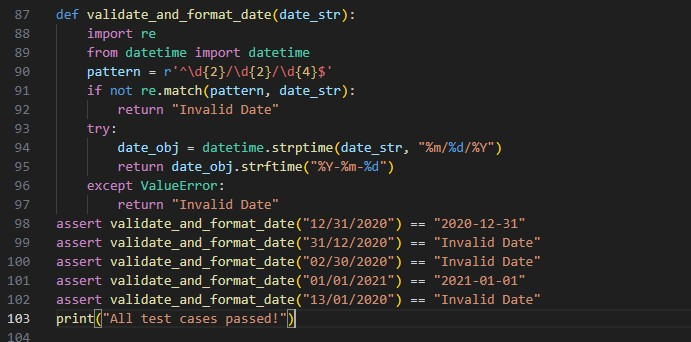 87 def validate_and_format_date(date_str):
88     import re
89     from datetime import datetime
90     pattern = r'^\d{2}/\d{2}/\d{4}$'
91     if not re.match(pattern, date_str):
92         return "Invalid Date"
93     try:
94         date_obj = datetime.strptime(date_str, "%m/%d/%Y")
95         return date_obj.strftime("%Y-%m-%d")
96     except ValueError:
97         return "Invalid Date"
98 assert validate_and_format_date("12/31/2020") == "2020-12-31"
99 assert validate_and_format_date("31/12/2020") == "Invalid Date"
100 assert validate_and_format_date("02/30/2020") == "Invalid Date"
101 assert validate_and_format_date("01/01/2021") == "2021-01-01"
102 assert validate_and_format_date("13/01/2020") == "Invalid Date"
103 print("All test cases passed!")
104